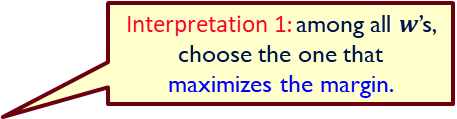 Interpretation 1: among all w's,
choose the one that
maximizes the margin.